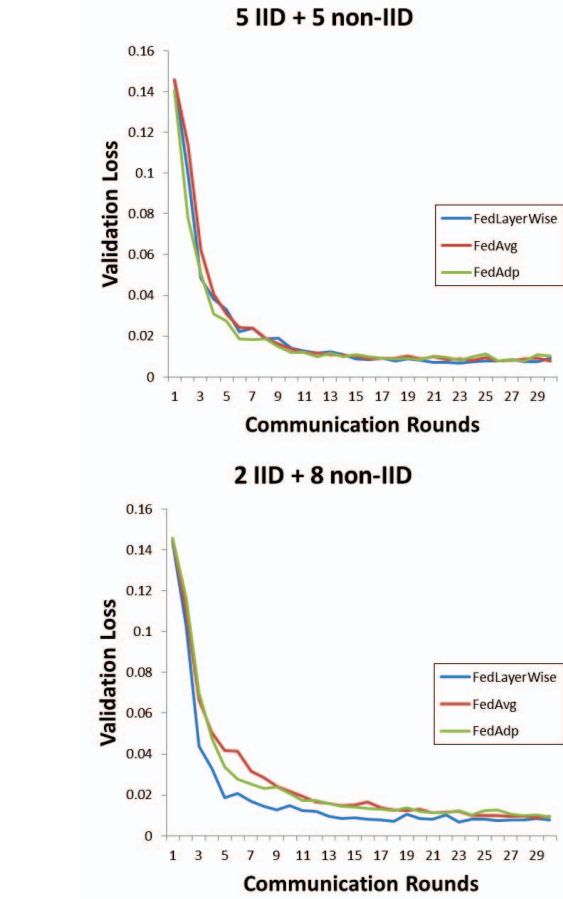 5 IID + 5 non-IID
0.16
0.14
0.12
0.1
0.08
0.06
0.04
0.02
0
Validation Loss
FedLayerWise
FedAvg
FedAdp
1 3 5 7 9 11 13 15 17 19 21 23 25 27 29
Communication Rounds
2 IID + 8 non-IID
0.16
0.14
0.12
0.1
0.08
0.06
0.04
0.02
0
Validation Loss
FedLayerWise
FedAvg
FedAdp
1 3 5 7 9 11 13 15 17 19 21 23 25 27 29
Communication Rounds